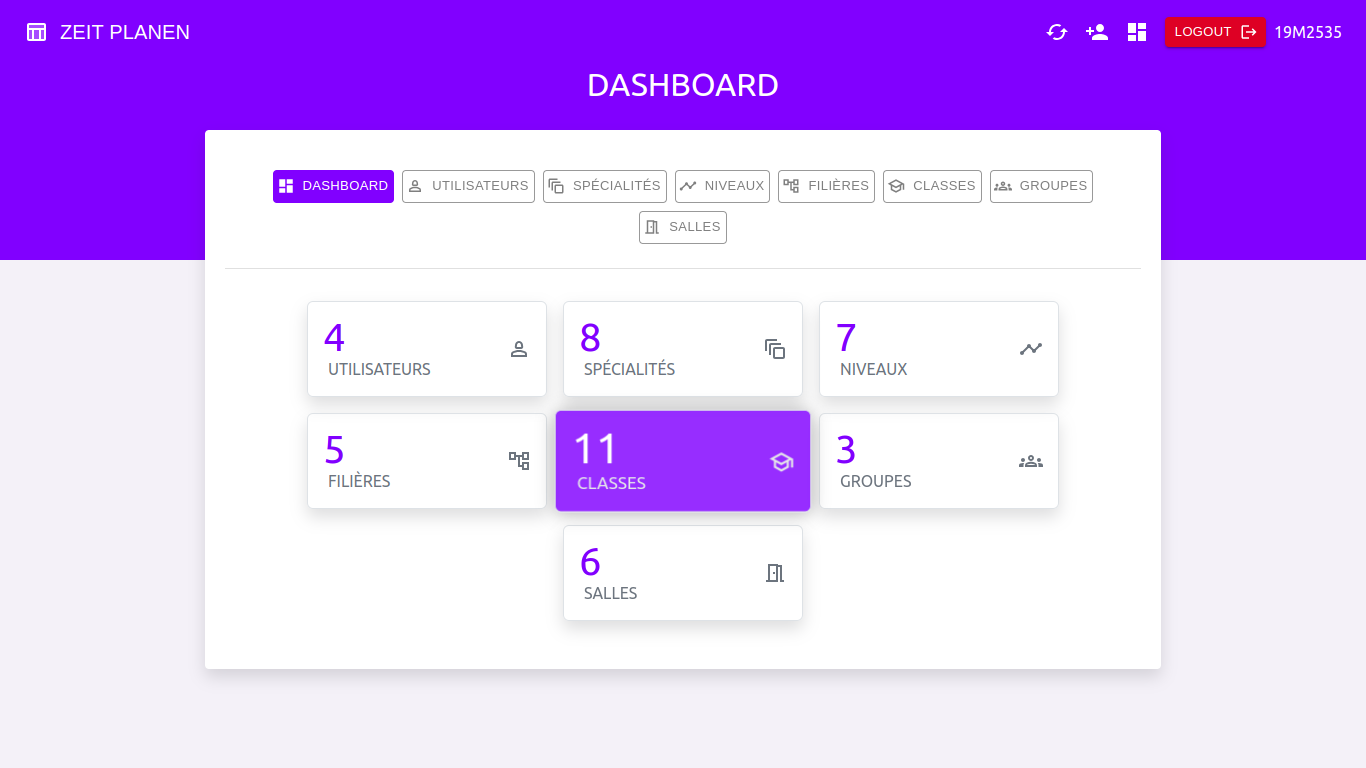 ZEIT PLANEN
LOGOUT 19M2535
DASHBOARD
DASHBOARD UTILISATEURS SPÉCIALITÉS NIVEAUX FILIÈRES CLASSES GROUPES
SALLES
4
UTILISATEURS
8
SPÉCIALITÉS
7
NIVEAUX
5
FILIÈRES
11
CLASSES
3
GROUPES
6
SALLES